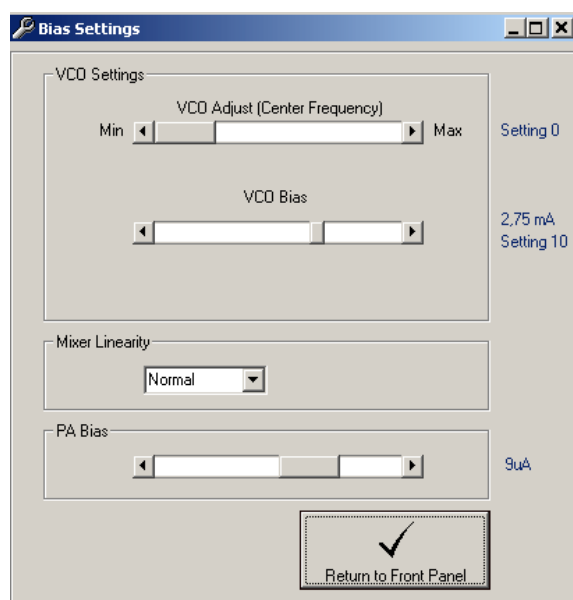 Bias Settings
VCO Settings
VCO Adjust (Center Frequency)
Min Max Setting 0
VCO Bias
2,75 mA
Setting 10
Mixer Linearity
Normal
PA Bias
9uA
Return to Front Panel